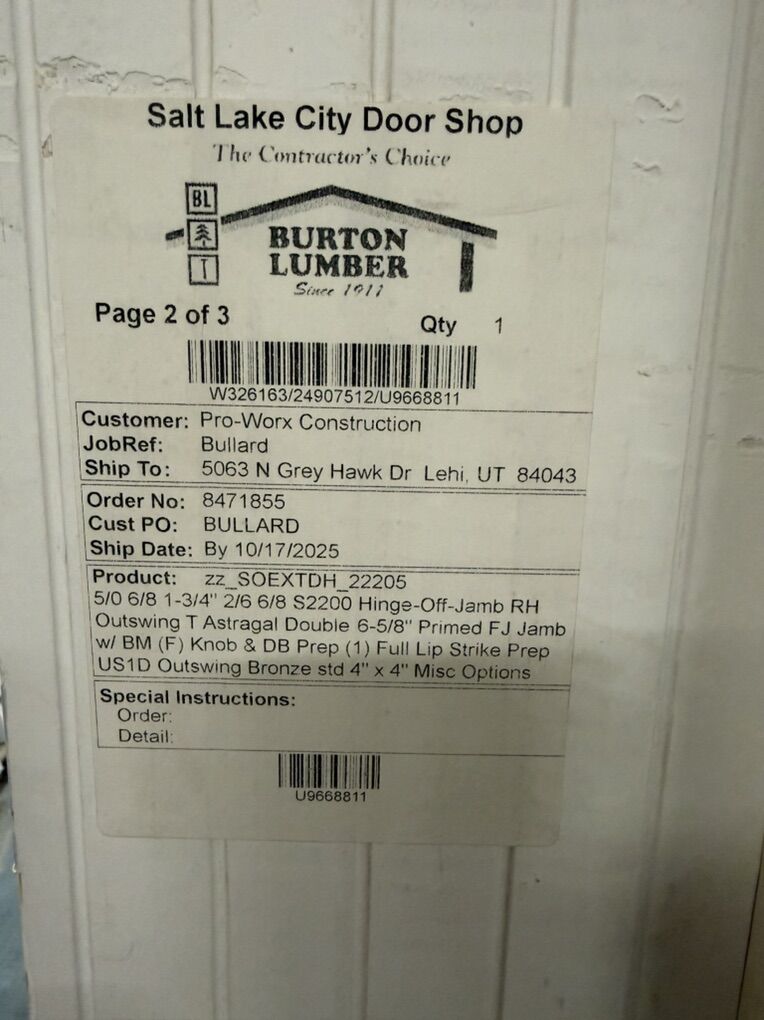 Salt Lake City Door Shop
The Contractor's Choice
BL
T
BURTON
LUMBER
Since 1911
Page 2 of 3
Qty 1
W326163/24907512/U9668811
Customer: Pro-Worx Construction
JobRef: Bullard
Ship To: 5063 N Grey Hawk Dr Lehi, UT 84043
Order No: 8471855
Cust PO: BULLARD
Ship Date: By 10/17/2025
Product: zz_SOEXTDH_22205
5/0 6/8 1-3/4" 2/6 6/8 S2200 Hinge-Off-Jamb RH
Outswing T Astragal Double 6-5/8" Primed FJ Jamb
w/ BM (F) Knob & DB Prep (1) Full Lip Strike Prep
US1D Outswing Bronze std 4" x 4" Misc Options
Special Instructions:
Order:
Detail:
U9668811